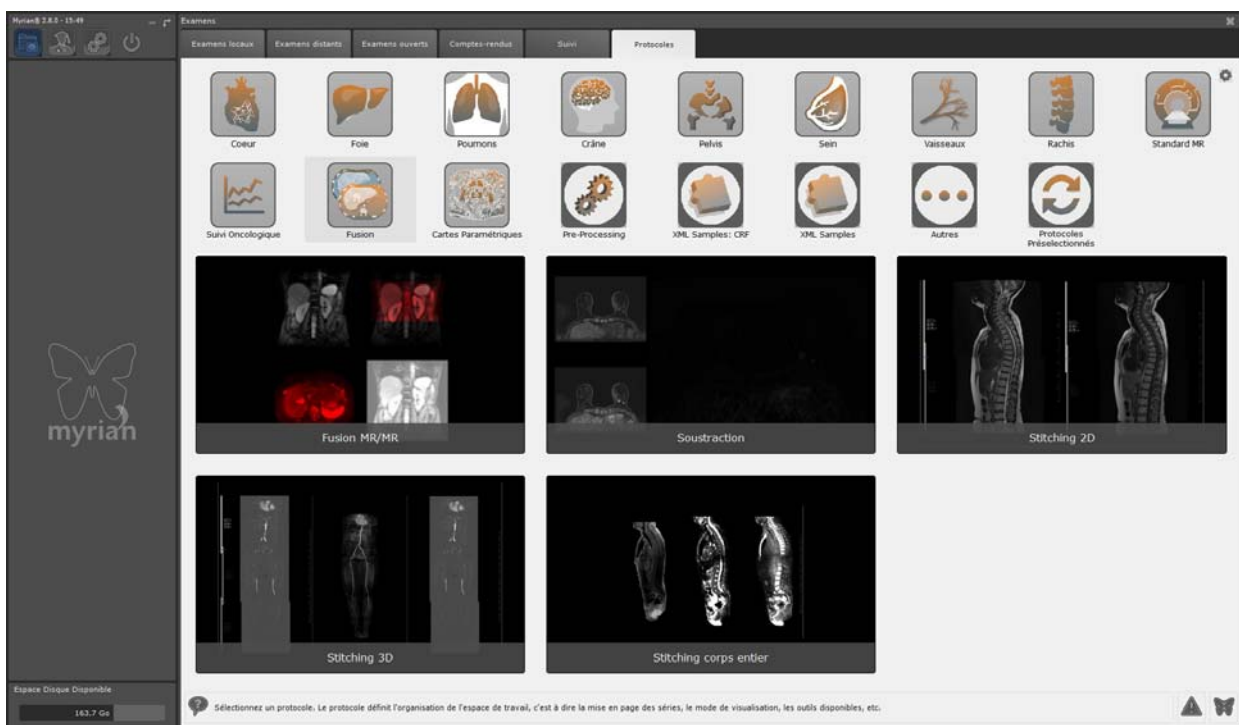 Myrian® 2.8.0 - 15:49
Examens
Examens locaux
Examens distants
Examens ouverts
Comptes-rendus
Suivi
Protocoles
Coeur
Foie
Poumons
Crâne
Pelvis
Sein
Vaisseaux
Rachis
Standard MR
Suivi Oncologique
Fusion
Cartes Paramétriques
Pre-Processing
XML Samples: CRF
XML Samples
Autres
Protocoles
Préselectionnés
myrian
Fusion MR/MR
Soustraction
Stitching 2D
Stitching 3D
Stitching corps entier
Espace Disque Disponible
163.7 Go
Sélectionnez un protocole. Le protocole définit l'organisation de l'espace de travail, c'est à dire la mise en page des séries, le mode de visualisation, les outils disponibles, etc.